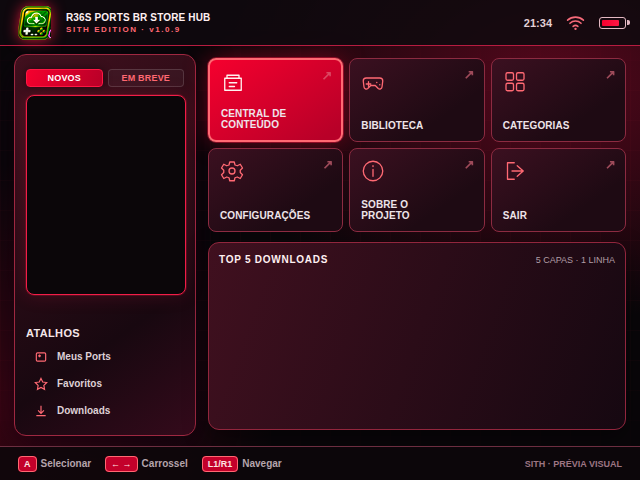 R36S PORTS BR STORE HUB
SITH EDITION · v1.0.9
21:34
NOVOS
EM BREVE
ATALHOS
Meus Ports
Favoritos
Downloads
CENTRAL DE
CONTEÚDO
BIBLIOTECA
CATEGORIAS
CONFIGURAÇÕES
SOBRE O
PROJETO
SAIR
TOP 5 DOWNLOADS
5 CAPAS · 1 LINHA
A Selecionar
← → Carrossel
L1/R1 Navegar
SITH · PRÉVIA VISUAL